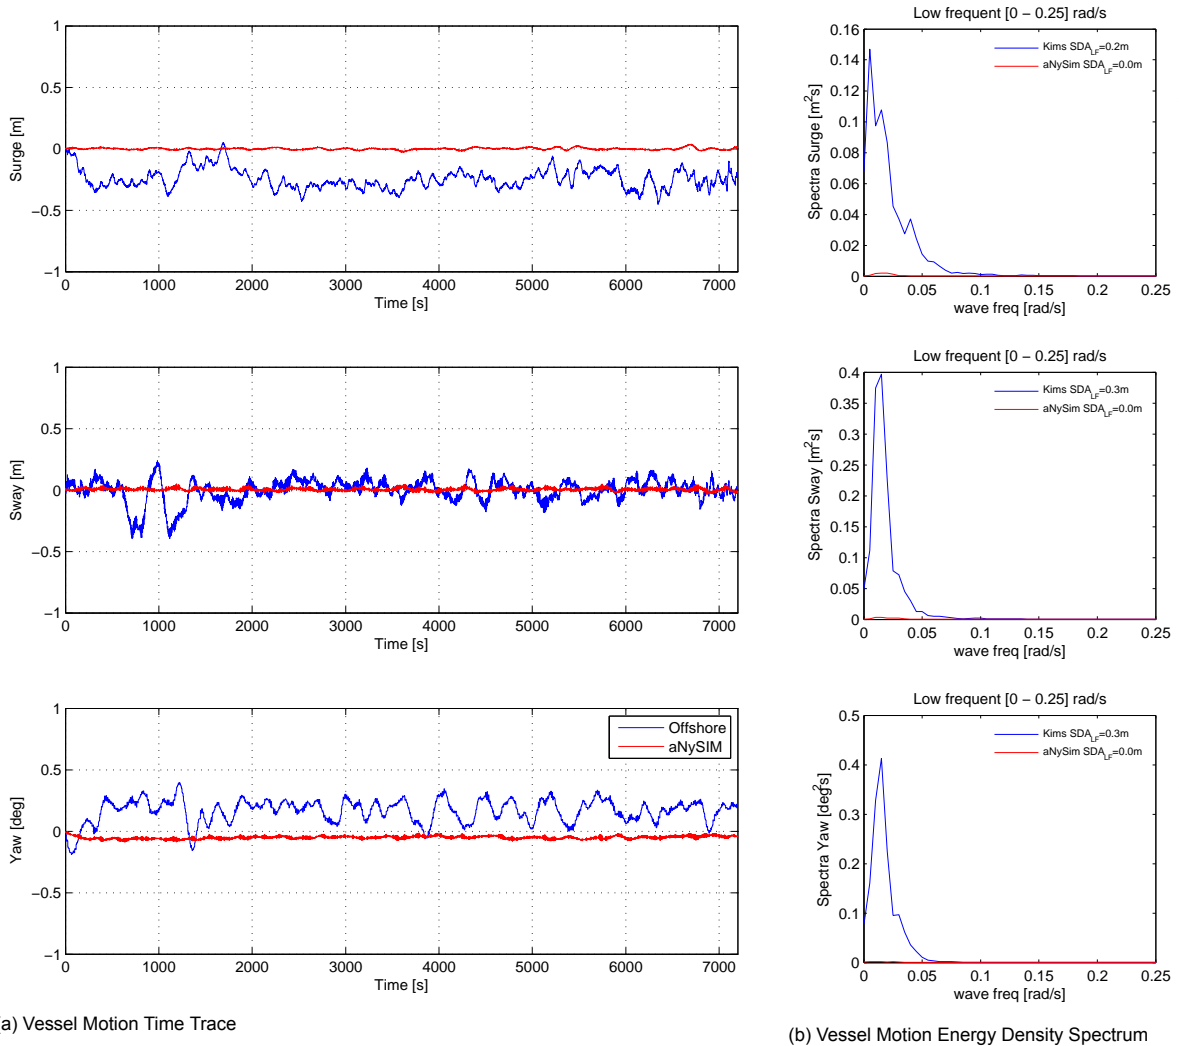 1
0.5
0
−0.5
−1
Surge [m]
0 1000 2000 3000 4000 5000 6000 7000
Time [s]
Low frequent [0 − 0.25] rad/s
0.16
0.14
0.12
0.1
0.08
0.06
0.04
0.02
0
Spectra Surge [m2s]
Kims SDALF=0.2m
aNySim SDALF=0.0m
0 0.05 0.1 0.15 0.2 0.25
wave freq [rad/s]
1
0.5
0
−0.5
−1
Sway [m]
0 1000 2000 3000 4000 5000 6000 7000
Time [s]
Low frequent [0 − 0.25] rad/s
0.4
0.35
0.3
0.25
0.2
0.15
0.1
0.05
0
Spectra Sway [m2s]
Kims SDALF=0.3m
aNySim SDALF=0.0m
0 0.05 0.1 0.15 0.2 0.25
wave freq [rad/s]
1
0.5
0
−0.5
−1
Yaw [deg]
Offshore
aNySIM
0 1000 2000 3000 4000 5000 6000 7000
Time [s]
Low frequent [0 − 0.25] rad/s
0.5
0.4
0.3
0.2
0.1
0
Spectra Yaw [deg2s]
Kims SDALF=0.3m
aNySim SDALF=0.0m
0 0.05 0.1 0.15 0.2 0.25
wave freq [rad/s]
a) Vessel Motion Time Trace
(b) Vessel Motion Energy Density Spectrum